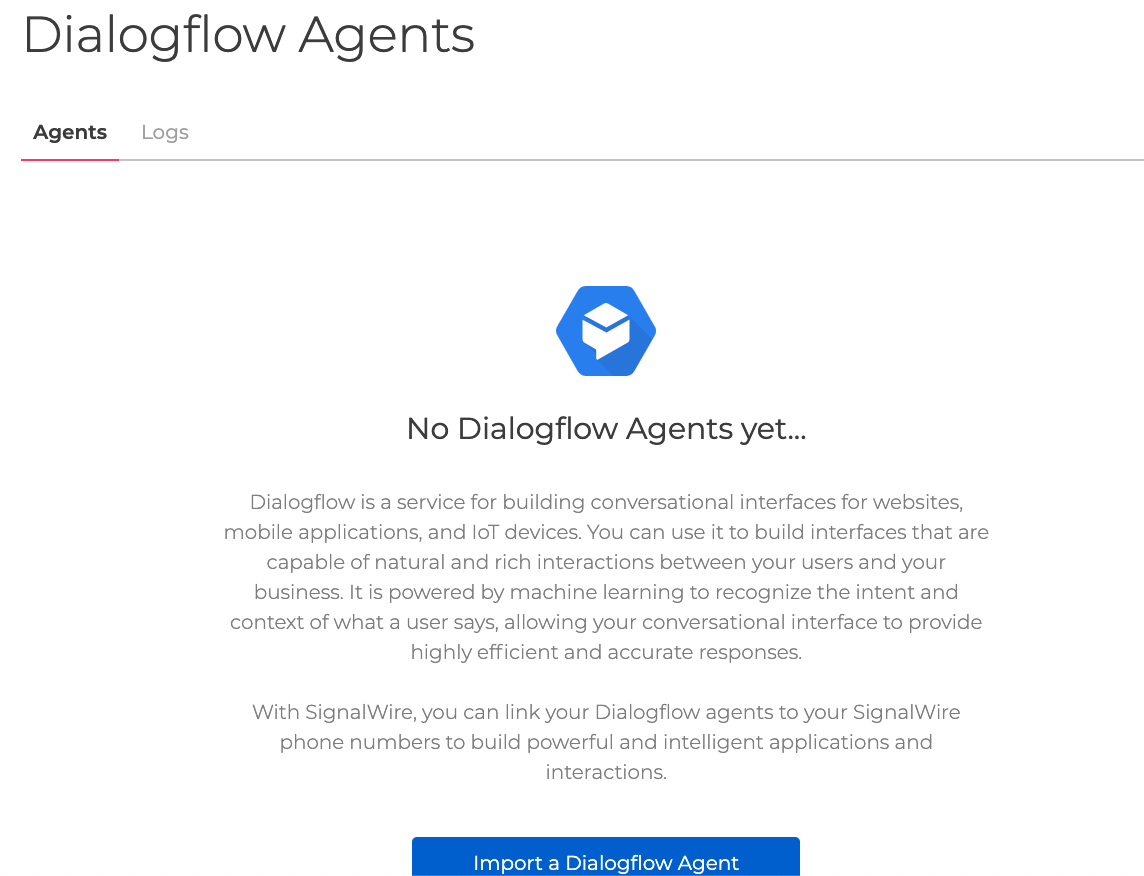 Dialogflow Agents
Agents
Logs
No Dialogflow Agents yet...
Dialogflow is a service for building conversational interfaces for websites,
mobile applications, and IoT devices. You can use it to build interfaces that are
capable of natural and rich interactions between your users and your
business. It is powered by machine learning to recognize the intent and
context of what a user says, allowing your conversational interface to provide
highly efficient and accurate responses.
With SignalWire, you can link your Dialogflow agents to your SignalWire
phone numbers to build powerful and intelligent applications and
interactions.
Import a Dialogflow Agent